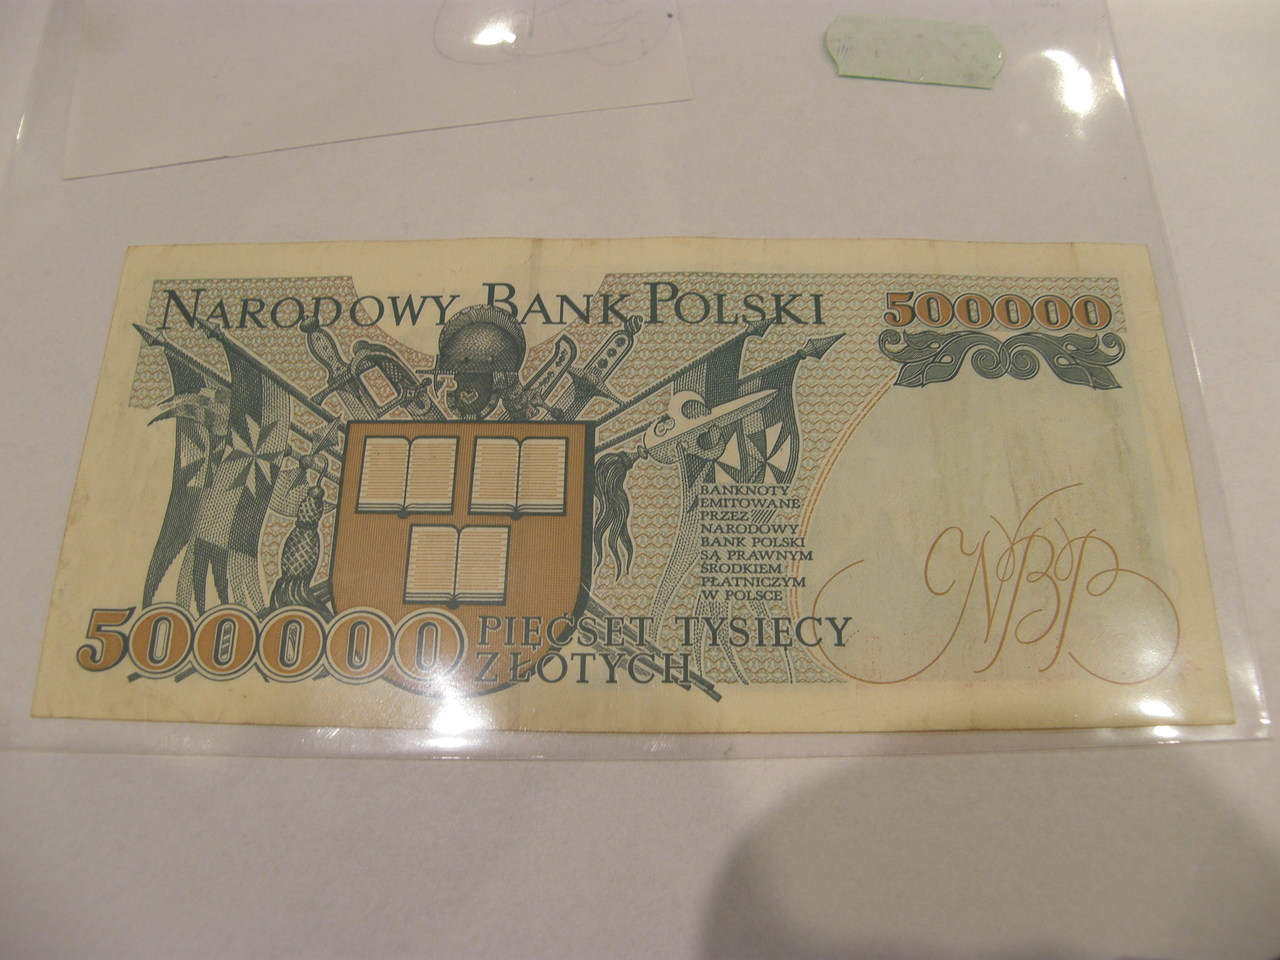 NARODOWY BANK POLSKI
500000
BANKNOTY
EMITOWANE
PRZEZ
NARODOWY
BANK POLSKI
SĄ PRAWNYM
ŚRODKIEM
PŁATNICZYM
W POLSCE
NBP
500000 PIĘĆSET TYSIĘCY
ZŁOTYCH